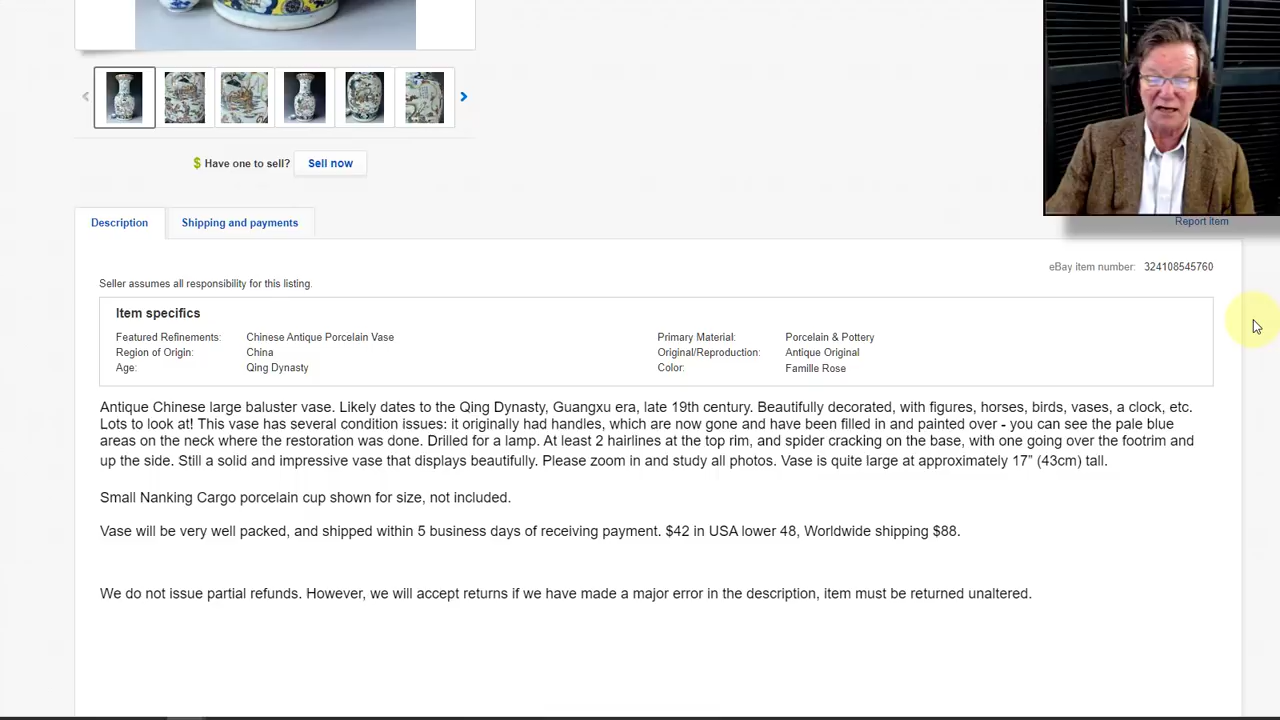 $ Have one to sell? Sell now
Description
Shipping and payments
Report item
eBay item number: 324108545760
Seller assumes all responsibility for this listing.
Item specifics
Featured Refinements: Chinese Antique Porcelain Vase Primary Material: Porcelain & Pottery
Region of Origin: China Original/Reproduction: Antique Original
Age: Qing Dynasty Color: Famille Rose
Antique Chinese large baluster vase. Likely dates to the Qing Dynasty, Guangxu era, late 19th century. Beautifully decorated, with figures, horses, birds, vases, a clock, etc.
Lots to look at! This vase has several condition issues: it originally had handles, which are now gone and have been filled in and painted over - you can see the pale blue
areas on the neck where the restoration was done. Drilled for a lamp. At least 2 hairlines at the top rim, and spider cracking on the base, with one going over the footrim and
up the side. Still a solid and impressive vase that displays beautifully. Please zoom in and study all photos. Vase is quite large at approximately 17” (43cm) tall.
Small Nanking Cargo porcelain cup shown for size, not included.
Vase will be very well packed, and shipped within 5 business days of receiving payment. $42 in USA lower 48, Worldwide shipping $88.
We do not issue partial refunds. However, we will accept returns if we have made a major error in the description, item must be returned unaltered.